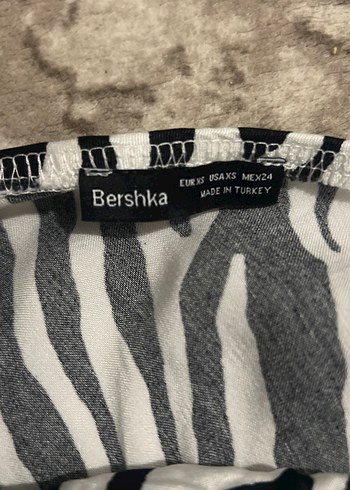 Bershka
EUR XS USA XS MEX 24
MADE IN TURKEY